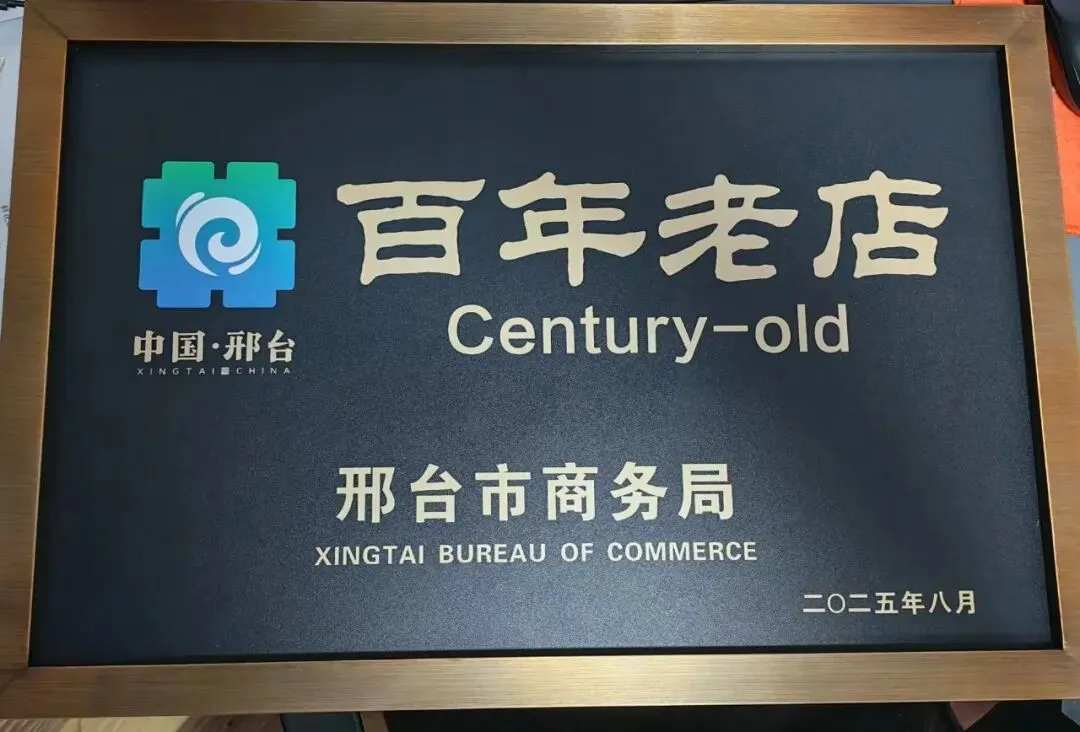 百年老店
Century-old
中国·邢台
XINGTAI CHINA
邢台市商务局
XINGTAI BUREAU OF COMMERCE
二〇二五年八月